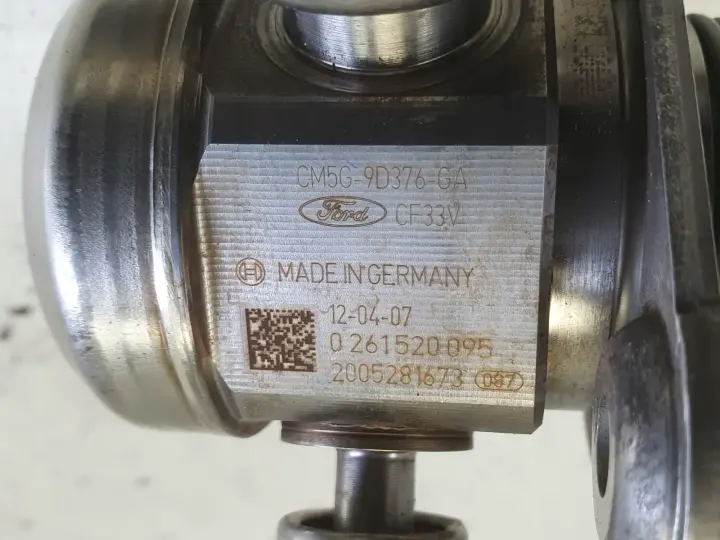 CM5G-9D376-GA
Ford CF33V
MADE IN GERMANY
12-04-07
0 261 520 095
2005281673 087